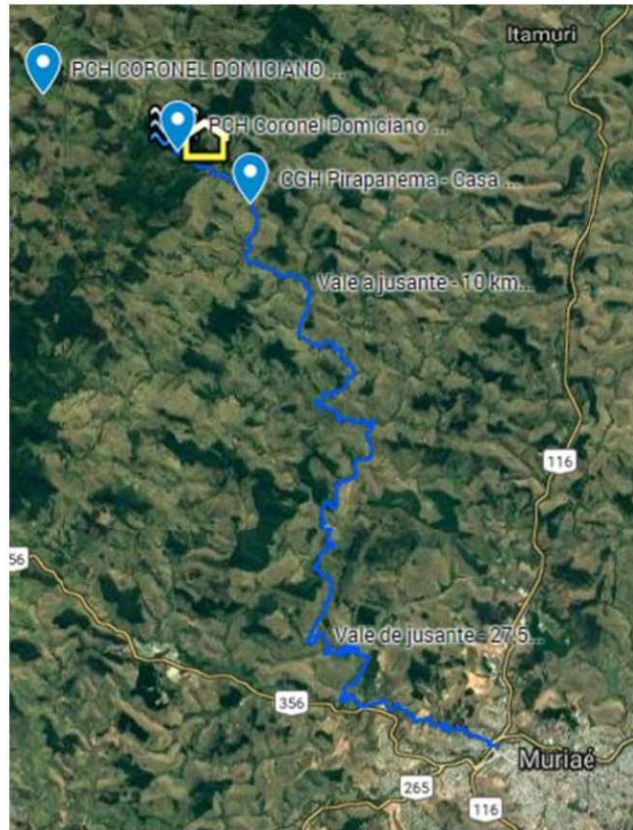 Itamuri
PCH CORONEL DOMICIANO ...
PCH Coronel Domiciano ...
CGH Pirapanema - Casa ...
Vale a jusante - 10 km...
116
56
Vale de jusante - 27.5...
356
Muriaé
265
116